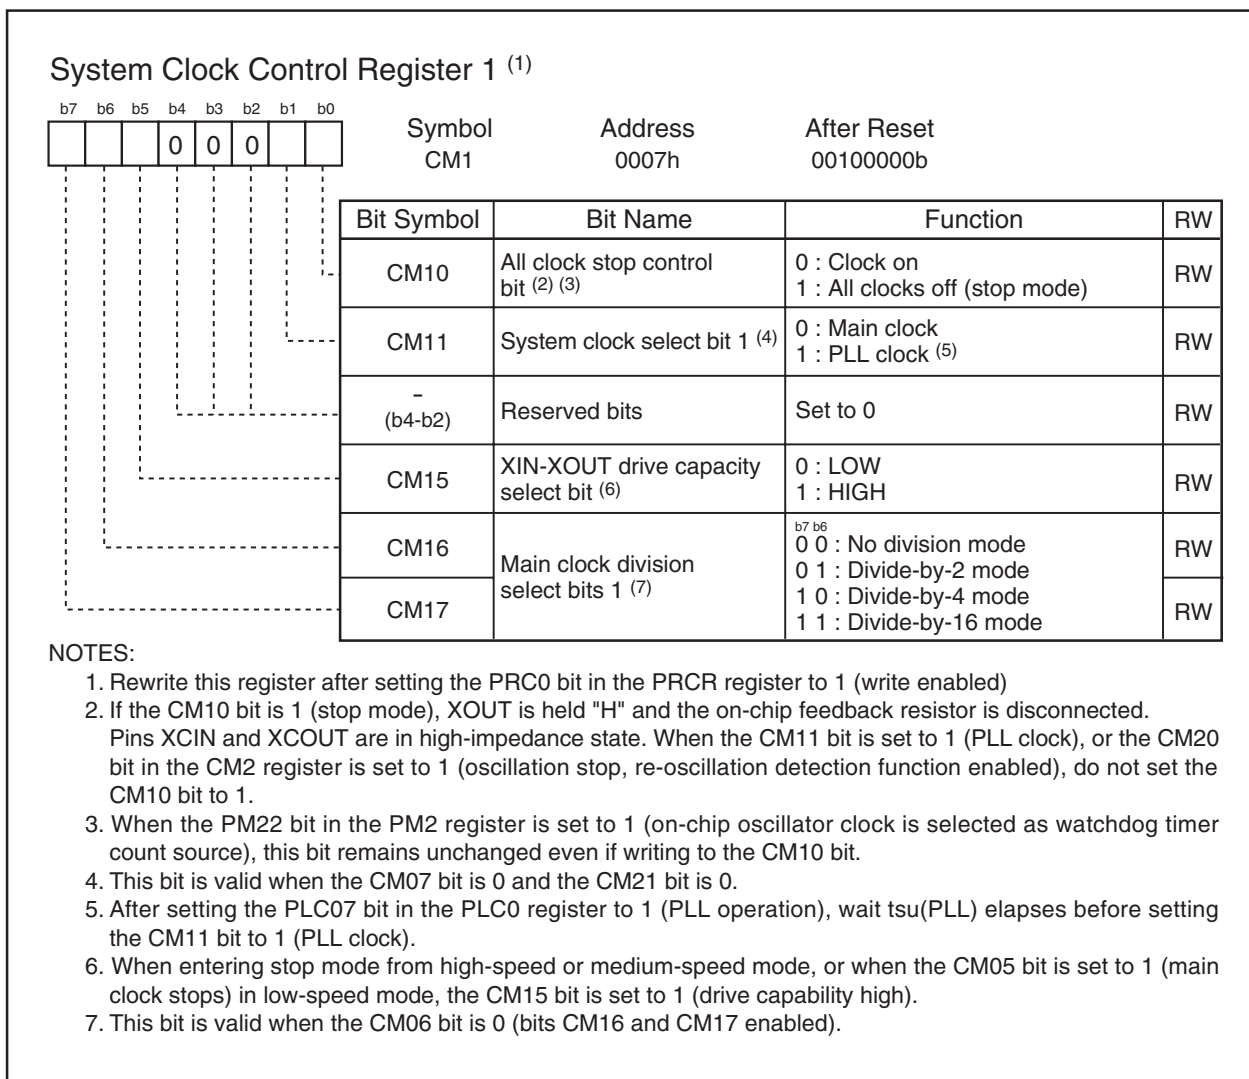 System Clock Control Register 1 (1)
b7 b6 b5 b4 b3 b2 b1 b0
0 0 0
Symbol Address After Reset
CM1 0007h 00100000b
Bit Symbol Bit Name Function RW
CM10 All clock stop control bit (2) (3) 0 : Clock on RW
1 : All clocks off (stop mode)
CM11 System clock select bit 1 (4) 0 : Main clock RW
1 : PLL clock (5)
– (b4-b2) Reserved bits Set to 0 RW
CM15 XIN-XOUT drive capacity select bit (6) 0 : LOW RW
1 : HIGH
CM16 Main clock division select bits 1 (7) b7 b6 RW
0 0 : No division mode
0 1 : Divide-by-2 mode
CM17 1 0 : Divide-by-4 mode RW
1 1 : Divide-by-16 mode
NOTES:
1. Rewrite this register after setting the PRC0 bit in the PRCR register to 1 (write enabled)
2. If the CM10 bit is 1 (stop mode), XOUT is held "H" and the on-chip feedback resistor is disconnected.
Pins XCIN and XCOUT are in high-impedance state. When the CM11 bit is set to 1 (PLL clock), or the CM20
bit in the CM2 register is set to 1 (oscillation stop, re-oscillation detection function enabled), do not set the
CM10 bit to 1.
3. When the PM22 bit in the PM2 register is set to 1 (on-chip oscillator clock is selected as watchdog timer
count source), this bit remains unchanged even if writing to the CM10 bit.
4. This bit is valid when the CM07 bit is 0 and the CM21 bit is 0.
5. After setting the PLC07 bit in the PLC0 register to 1 (PLL operation), wait tsu(PLL) elapses before setting
the CM11 bit to 1 (PLL clock).
6. When entering stop mode from high-speed or medium-speed mode, or when the CM05 bit is set to 1 (main
clock stops) in low-speed mode, the CM15 bit is set to 1 (drive capability high).
7. This bit is valid when the CM06 bit is 0 (bits CM16 and CM17 enabled).